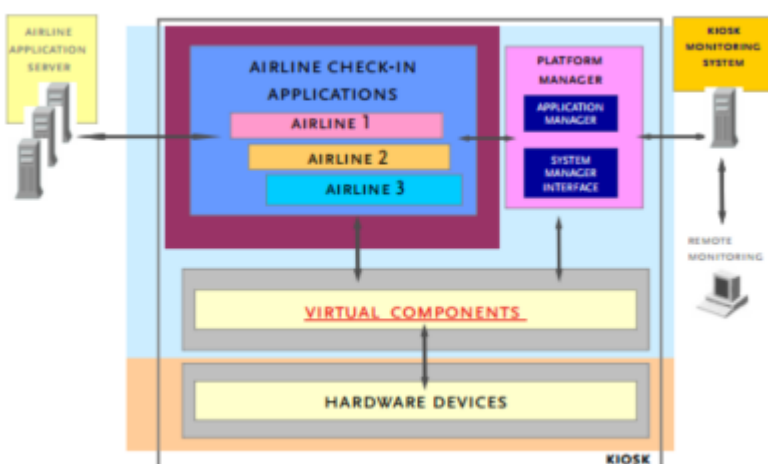 AIRLINE
APPLICATION
SERVER
AIRLINE CHECK-IN
APPLICATIONS
AIRLINE 1
AIRLINE 2
AIRLINE 3
PLATFORM
MANAGER
APPLICATION
MANAGER
SYSTEM
MANAGER
INTERFACE
KIOSK
MONITORING
SYSTEM
REMOTE
MONITORING
VIRTUAL COMPONENTS
HARDWARE DEVICES
KIOSK